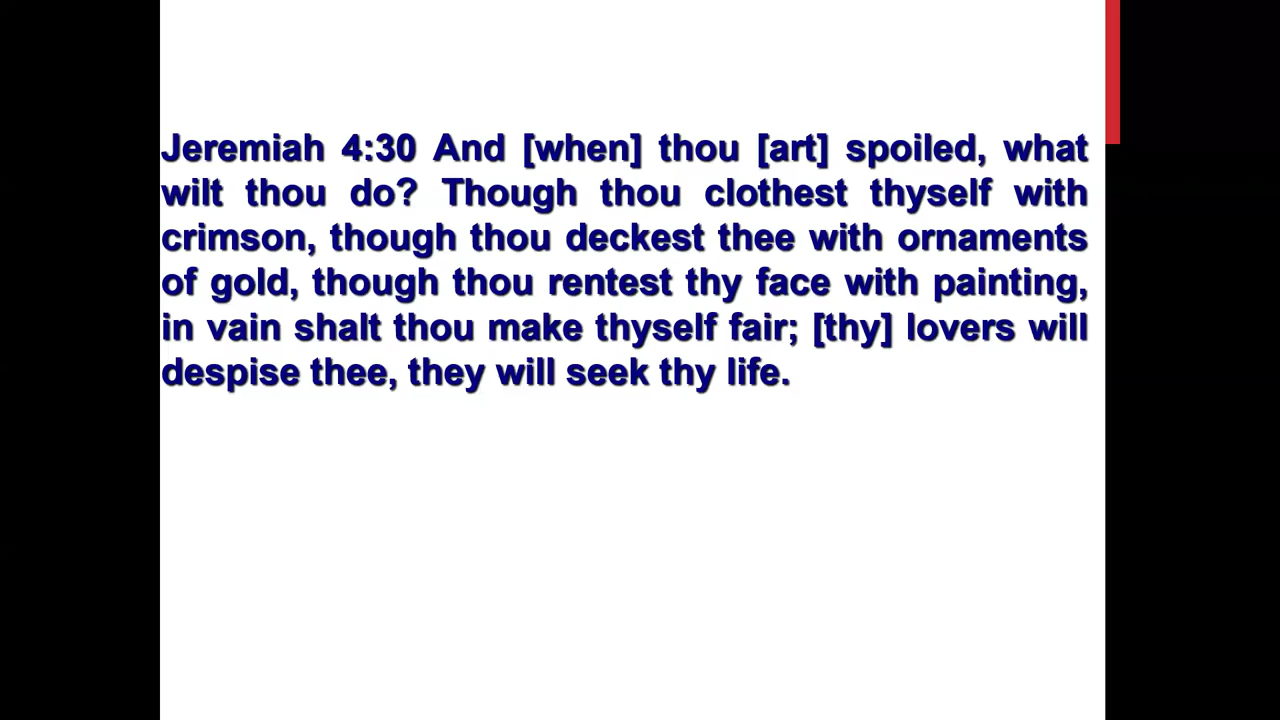 Jeremiah 4:30 And [when] thou [art] spoiled, what
wilt thou do? Though thou clothest thyself with
crimson, though thou deckest thee with ornaments
of gold, though thou rentest thy face with painting,
in vain shalt thou make thyself fair; [thy] lovers will
despise thee, they will seek thy life.